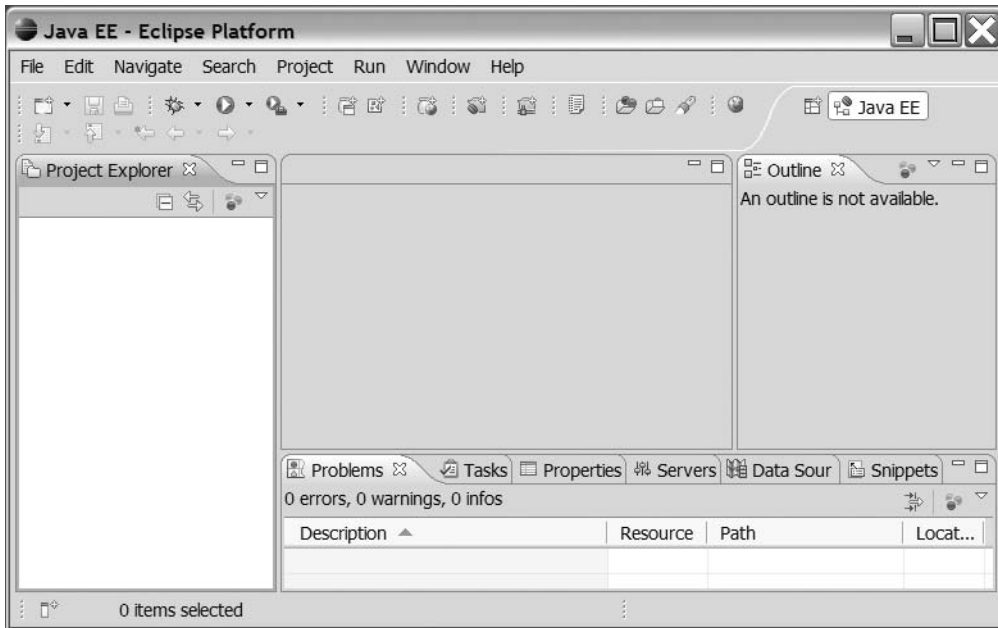 Java EE - Eclipse Platform
File Edit Navigate Search Project Run Window Help
Java EE
Project Explorer
Outline
An outline is not available.
Problems Tasks Properties Servers Data Sour Snippets
0 errors, 0 warnings, 0 infos
Description Resource Path Locat...
0 items selected